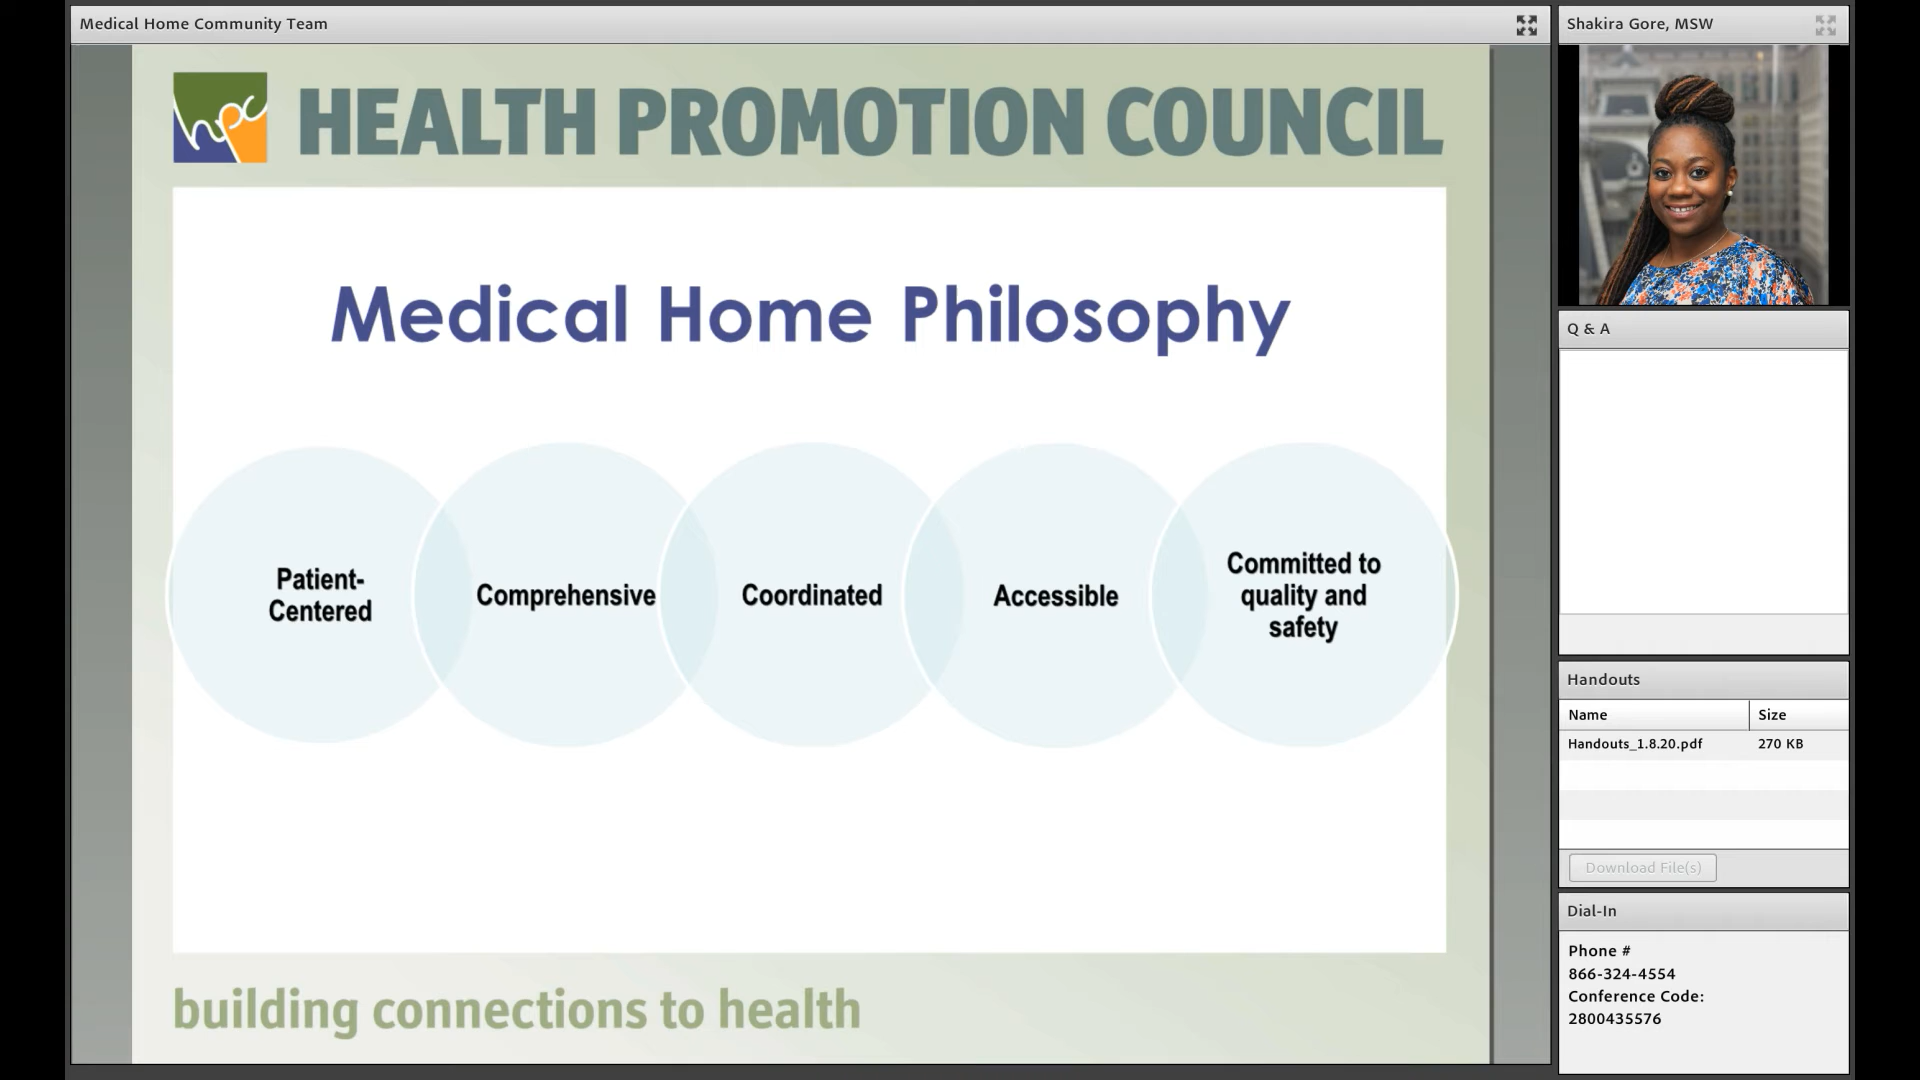 Medical Home Community Team
hpc
HEALTH PROMOTION COUNCIL
Medical Home Philosophy
Patient-
Centered
Comprehensive
Coordinated
Accessible
Committed to
quality and
safety
building connections to health
Shakira Gore, MSW
Q & A
Handouts
Name Size
Handouts_1.8.20.pdf 270 KB
Download File(s)
Dial-In
Phone #
866-324-4554
Conference Code:
2800435576